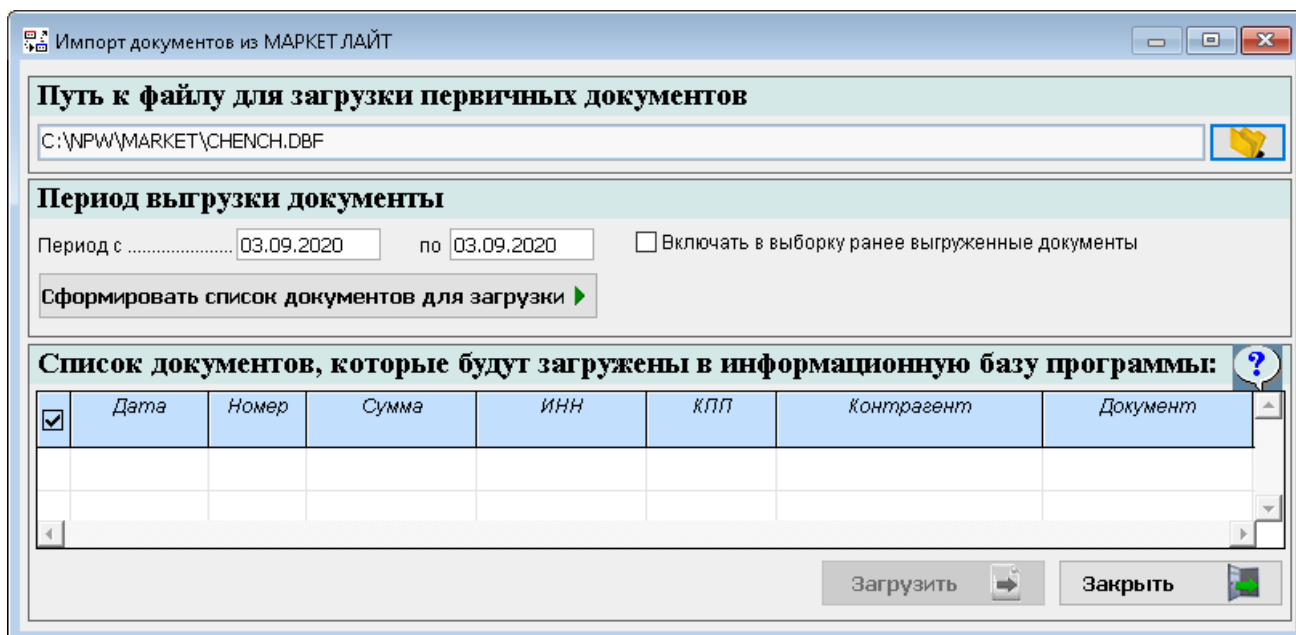 Импорт документов из МАРКЕТ ЛАЙТ
Путь к файлу для загрузки первичных документов
C:\NPW\MARKET\CHENCH.DBF
Период выгрузки документы
Период с ...................... 03.09.2020 по 03.09.2020 Включать в выборку ранее выгруженные документы
Сформировать список документов для загрузки
Список документов, которые будут загружены в информационную базу программы: ?
Дата Номер Сумма ИНН КПП Контрагент Документ
Загрузить Закрыть